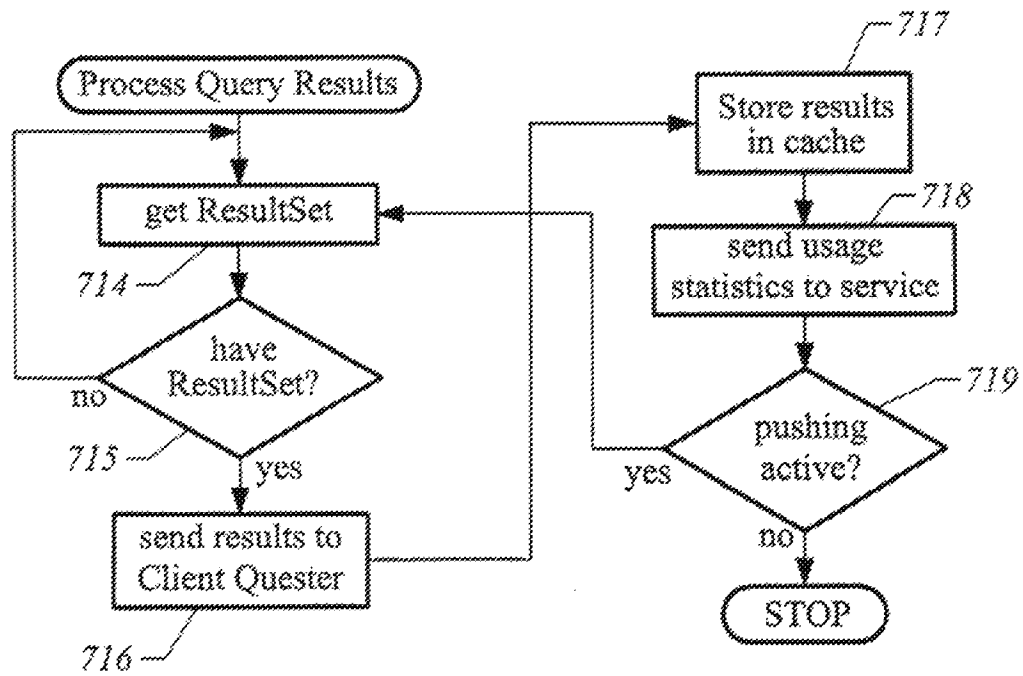 Process Query Results
get ResultSet
714
have
ResultSet?
no
715
yes
send results to
Client Quester
716
717
Store results
in cache
718
send usage
statistics to service
719
pushing
active?
yes
no
STOP